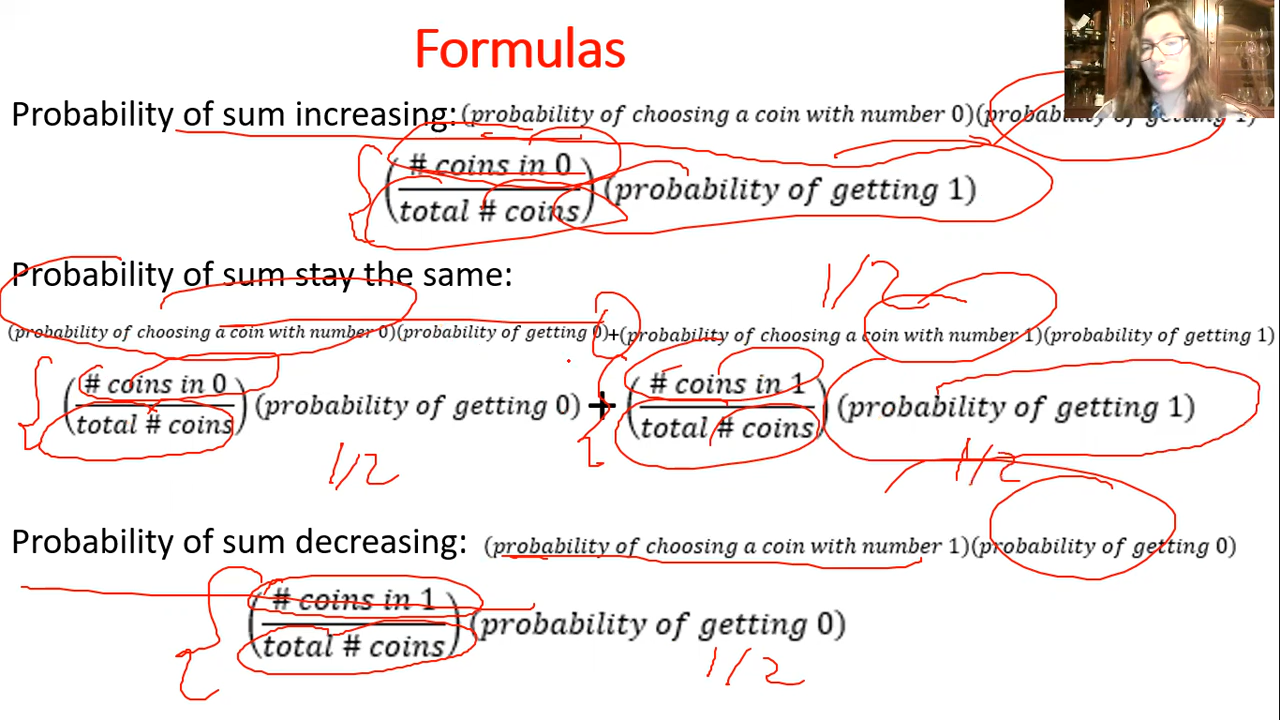 Formulas
Probability of sum increasing: (probability of choosing a coin with number 0)(probability of getting 1)
(# coins in 0 / total # coins) (probability of getting 1)
Probability of sum stay the same:
1/2
(probability of choosing a coin with number 0)(probability of getting 0)+(probability of choosing a coin with number 1)(probability of getting 1)
(# coins in 0 / total # coins) (probability of getting 0) + (# coins in 1 / total # coins) (probability of getting 1)
1/2 1/2
Probability of sum decreasing: (probability of choosing a coin with number 1)(probability of getting 0)
(# coins in 1 / total # coins) (probability of getting 0)
1/2